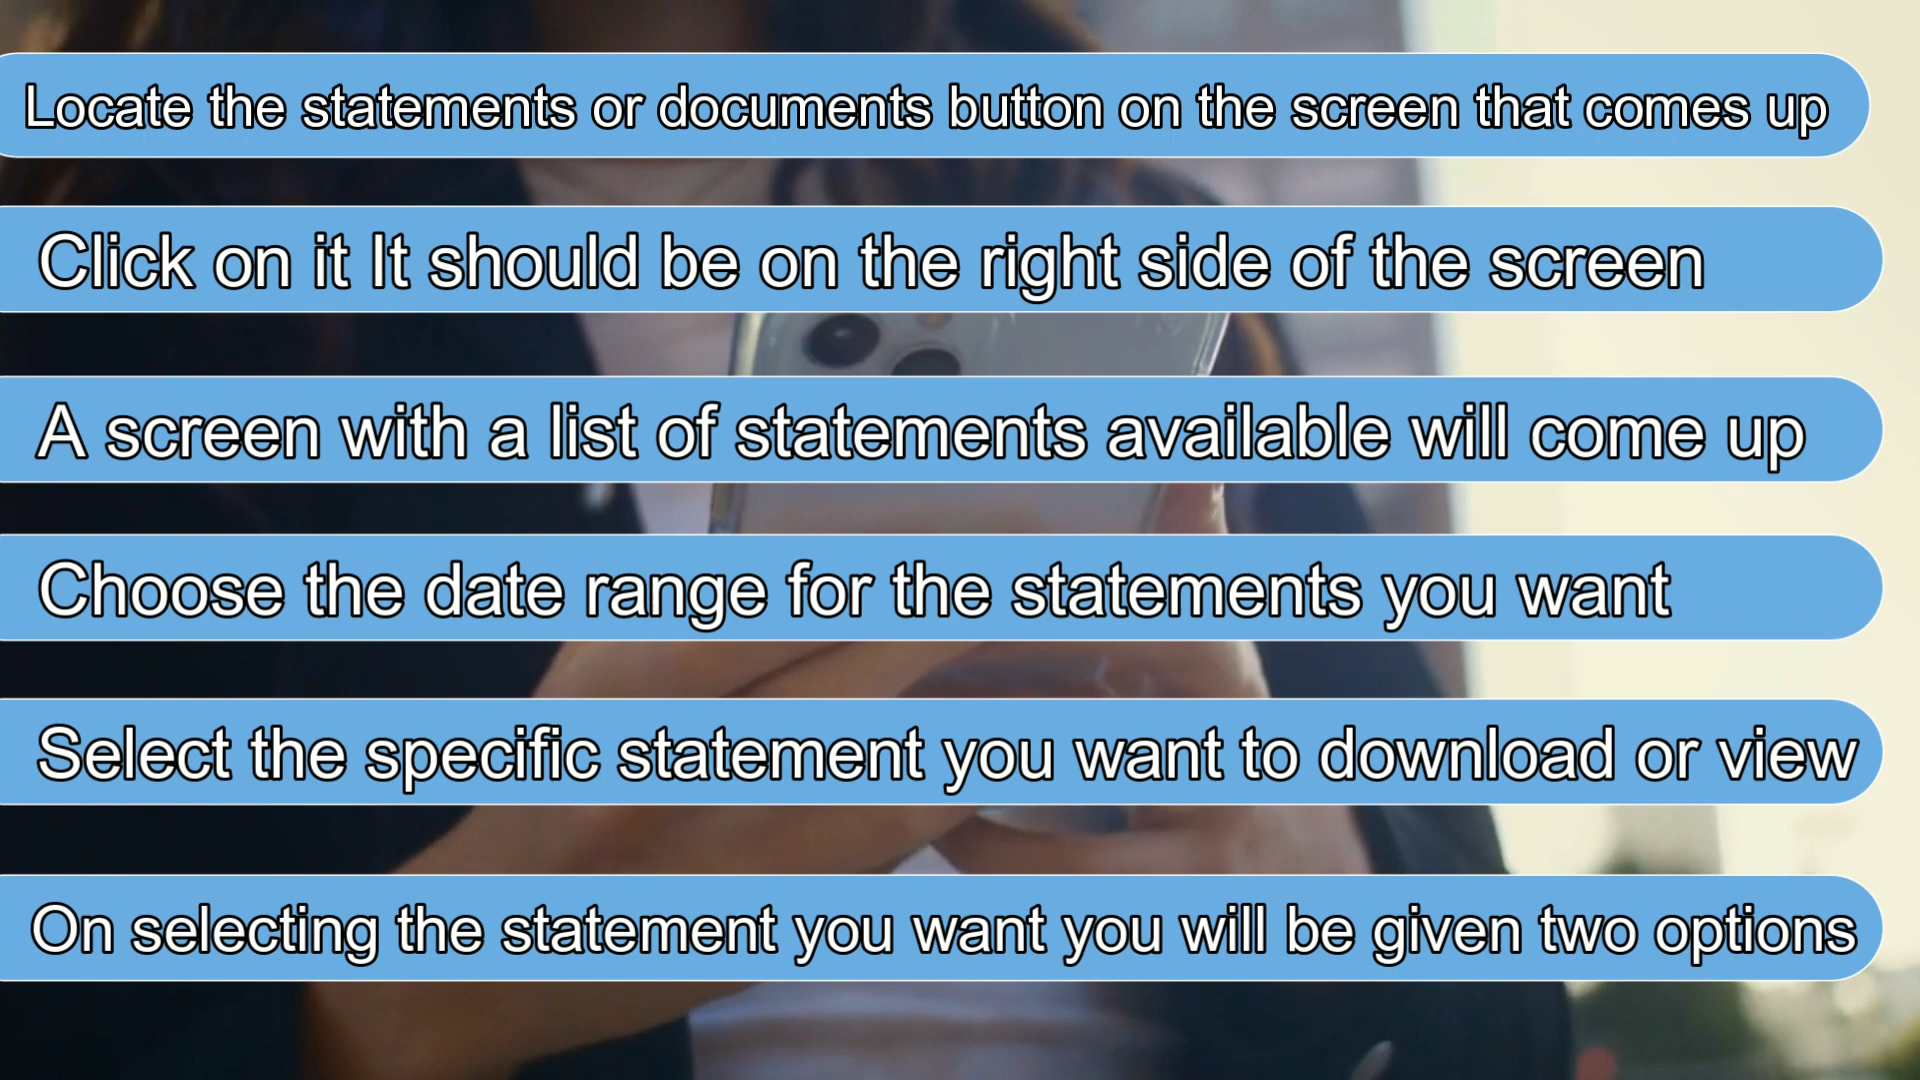 Locate the statements or documents button on the screen that comes up
Click on it It should be on the right side of the screen
A screen with a list of statements available will come up
Choose the date range for the statements you want
Select the specific statement you want to download or view
On selecting the statement you want you will be given two options